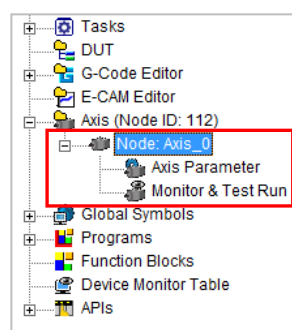 Tasks
DUT
G-Code Editor
E-CAM Editor
Axis (Node ID: 112)
Node: Axis_0
Axis Parameter
Monitor & Test Run
Global Symbols
Programs
Function Blocks
Device Monitor Table
APIs